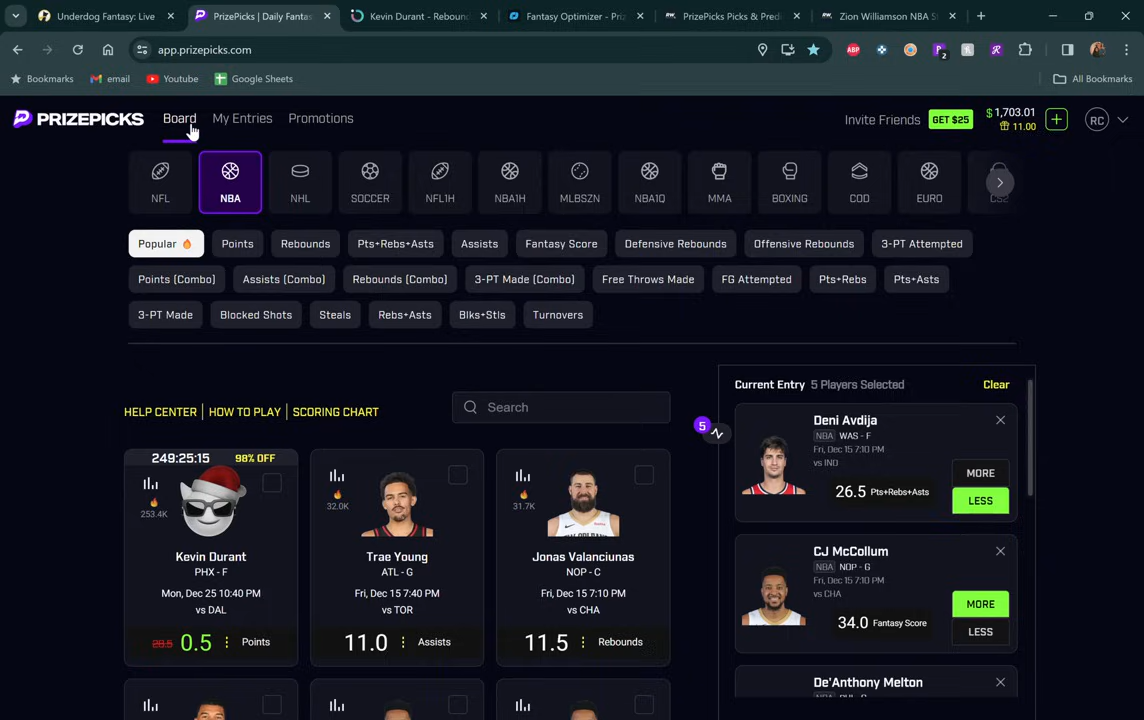 Underdog Fantasy: Live
PrizePicks | Daily Fantas
Kevin Durant - Rebound
Fantasy Optimizer - Priz
PrizePicks Picks & Predi
Zion Williamson NBA S
app.prizepicks.com
Bookmarks
email
Youtube
Google Sheets
All Bookmarks
PRIZEPICKS
Board
My Entries
Promotions
Invite Friends
GET $25
$ 1,703.01
11.00
RC
NFL
NBA
NHL
SOCCER
NFL1H
NBA1H
MLBSZN
NBA1Q
MMA
BOXING
COD
EURO
Popular
Points
Rebounds
Pts+Rebs+Asts
Assists
Fantasy Score
Defensive Rebounds
Offensive Rebounds
3-PT Attempted
Points (Combo)
Assists (Combo)
Rebounds (Combo)
3-PT Made (Combo)
Free Throws Made
FG Attempted
Pts+Rebs
Pts+Asts
3-PT Made
Blocked Shots
Steals
Rebs+Asts
Blks+Stls
Turnovers
HELP CENTER | HOW TO PLAY | SCORING CHART
Search
249:25:15 98% OFF
253.4K
Kevin Durant
PHX - F
Mon, Dec 25 10:40 PM
vs DAL
28.5 0.5 Points
32.0K
Trae Young
ATL - G
Fri, Dec 15 7:40 PM
vs TOR
11.0 Assists
31.7K
Jonas Valanciunas
NOP - C
Fri, Dec 15 7:10 PM
vs CHA
11.5 Rebounds
Current Entry 5 Players Selected
Clear
5
Deni Avdija
NBA WAS - F
Fri, Dec 15 7:10 PM
vs IND
26.5 Pts+Rebs+Asts
MORE
LESS
CJ McCollum
NBA NOP - G
Fri, Dec 15 7:10 PM
vs CHA
34.0 Fantasy Score
MORE
LESS
De'Anthony Melton